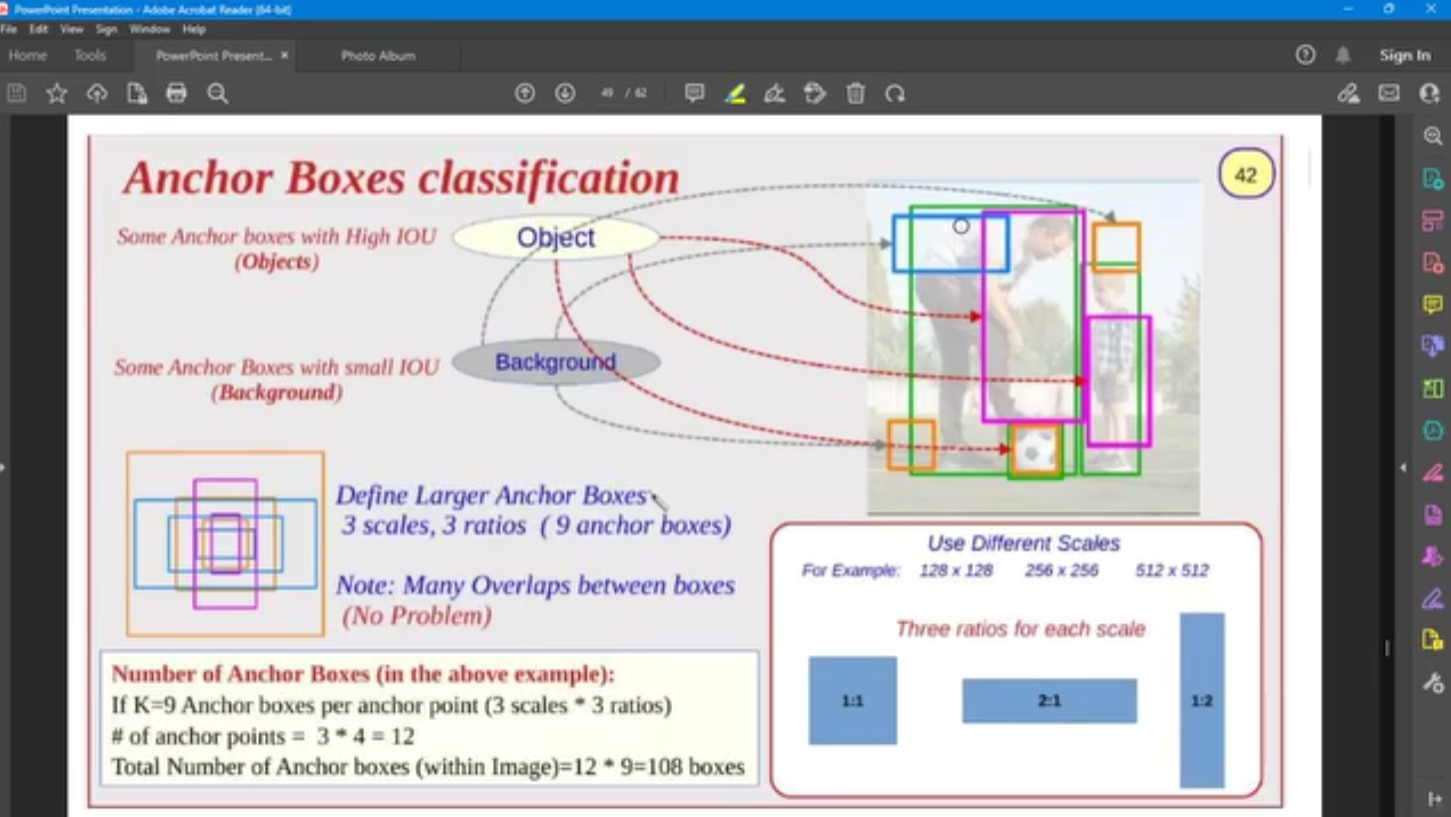 PowerPoint Presentation - Adobe Acrobat Reader (64-bit)
File Edit View Sign Window Help
Home Tools PowerPoint Present... × Photo Album Sign In
49 / 62
Anchor Boxes classification
42
Some Anchor boxes with High IOU
(Objects)
Object
Some Anchor Boxes with small IOU
(Background)
Background
Define Larger Anchor Boxes
3 scales, 3 ratios ( 9 anchor boxes)
Note: Many Overlaps between boxes
(No Problem)
Number of Anchor Boxes (in the above example):
If K=9 Anchor boxes per anchor point (3 scales * 3 ratios)
# of anchor points = 3 * 4 = 12
Total Number of Anchor boxes (within Image)=12 * 9=108 boxes
Use Different Scales
For Example: 128 x 128 256 x 256 512 x 512
Three ratios for each scale
1:1 2:1 1:2